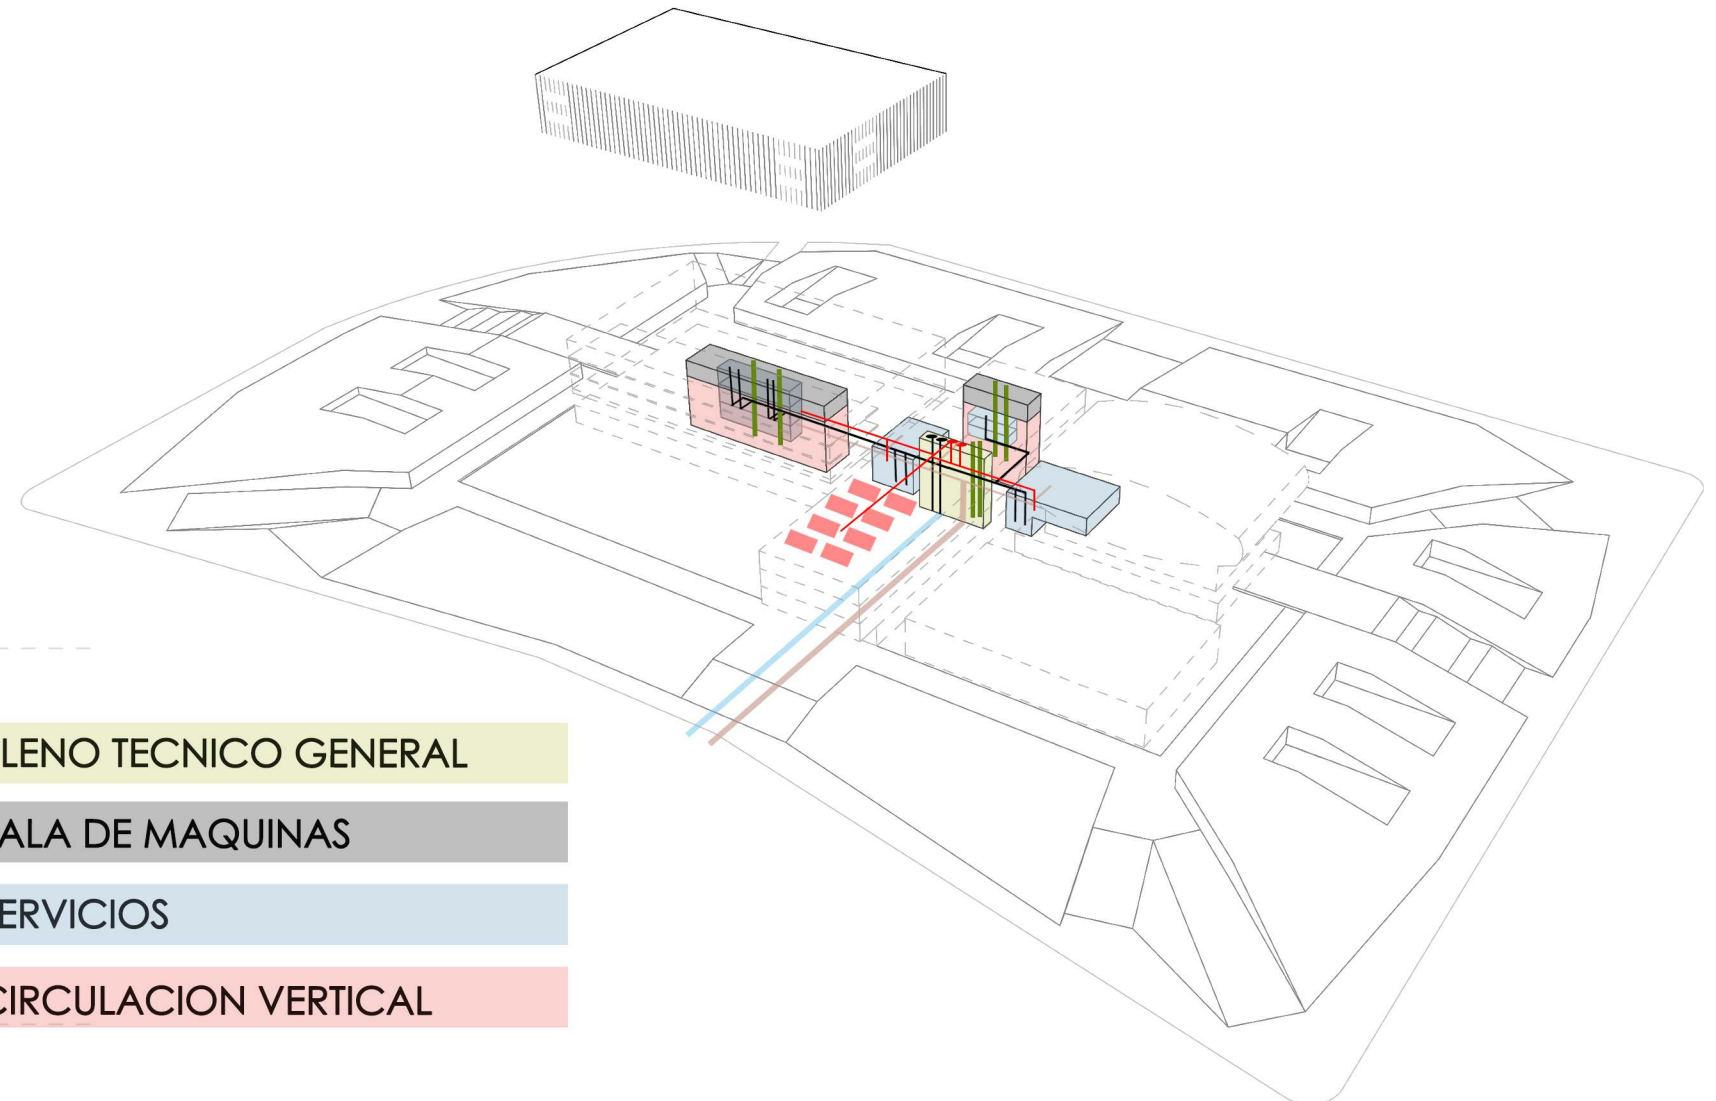 LENO TECNICO GENERAL
ALA DE MAQUINAS
ERVICIOS
CIRCULACION VERTICAL